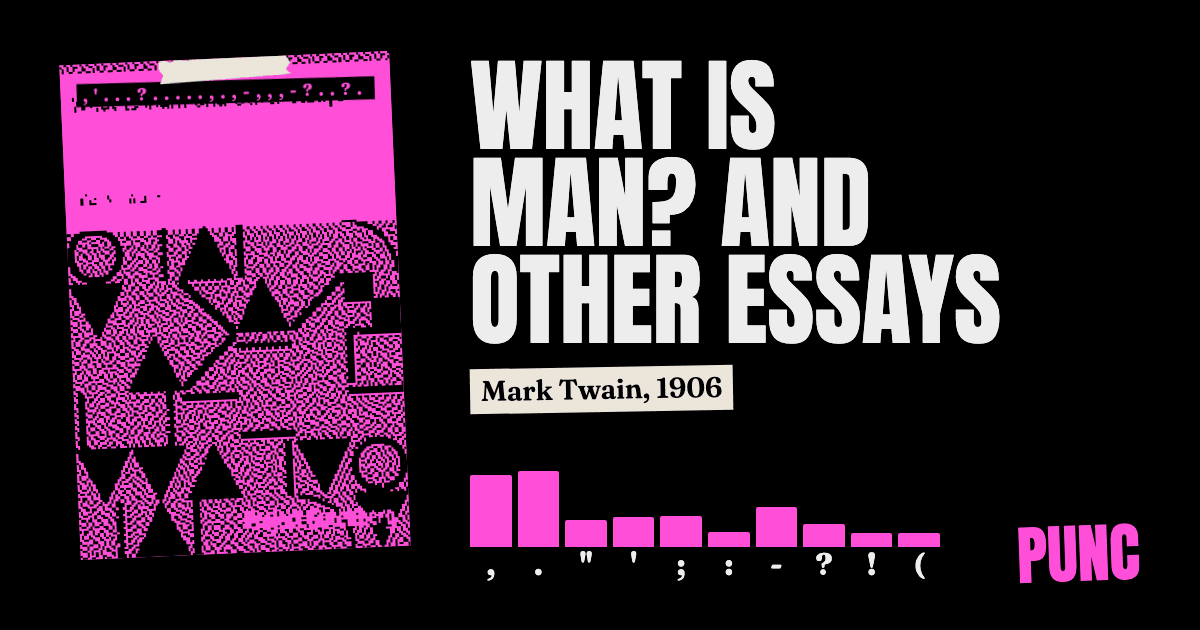 ,'...?.....,.,-,,,-?..?.
WHAT IS
MAN? AND
OTHER ESSAYS
Mark Twain, 1906
, . " ' ; : - ? ! (
PUNC